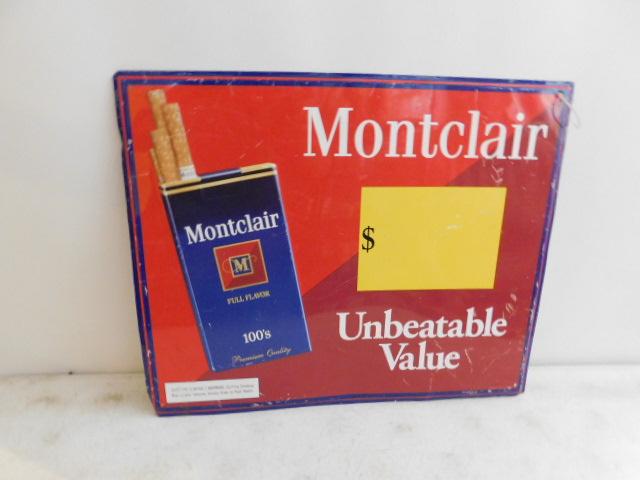 Montclair
$
Unbeatable
Value
Montclair
M
FULL FLAVOR
100's
Premium Quality